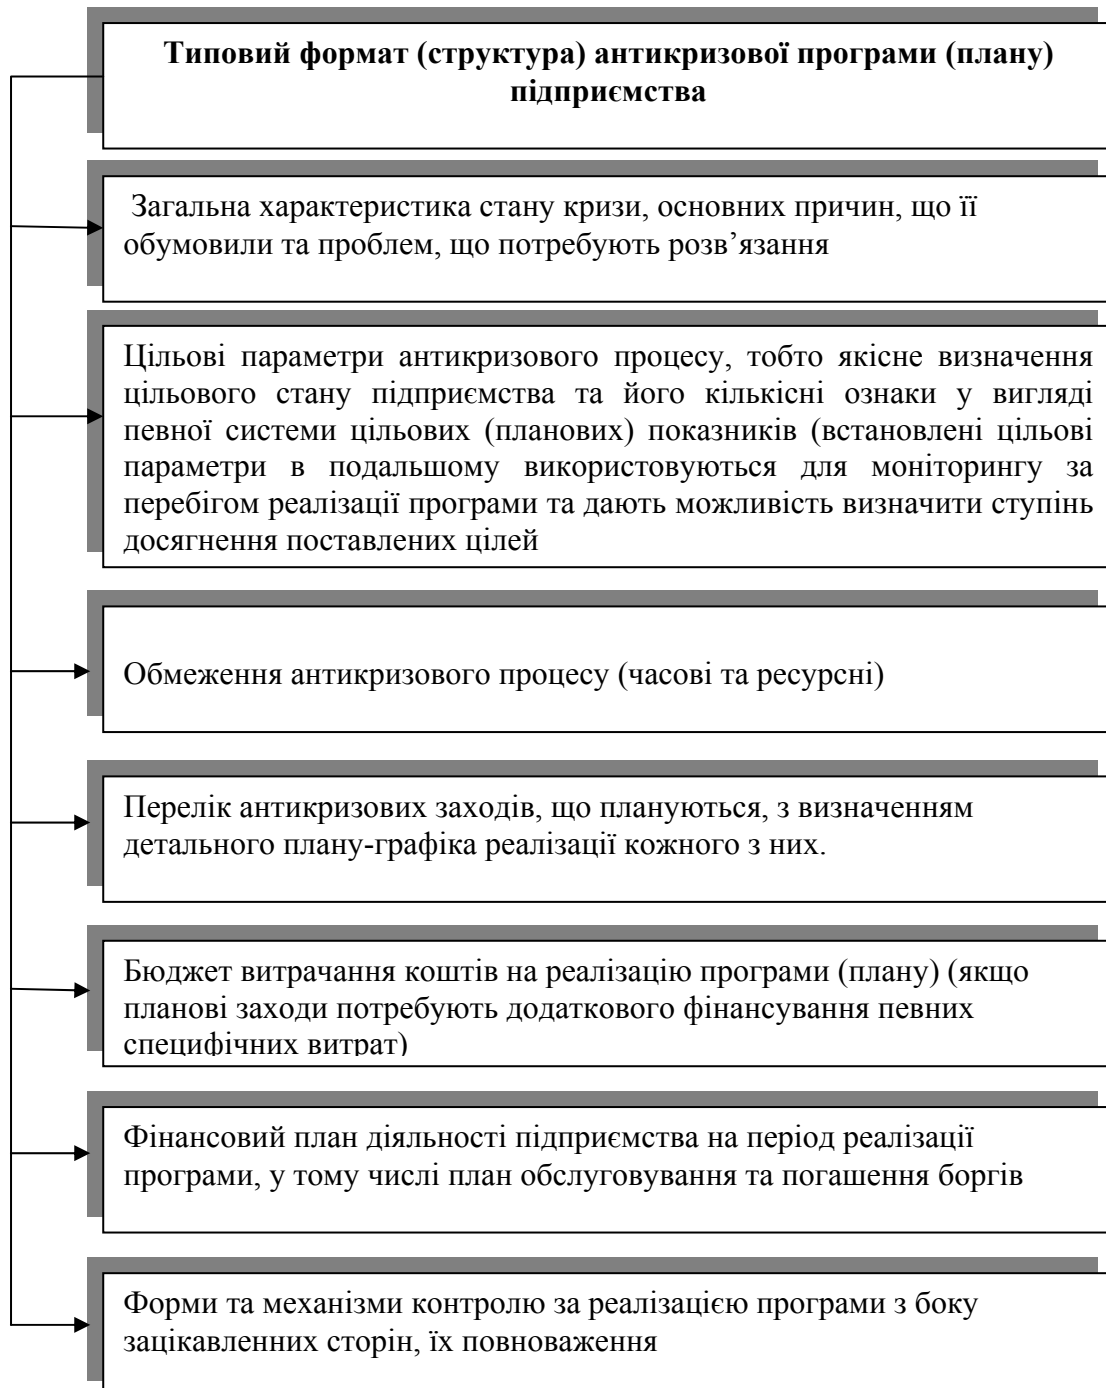 Типовий формат (структура) антикризової програми (плану)
підприємства
Загальна характеристика стану кризи, основних причин, що її
обумовили та проблем, що потребують розв’язання
Цільові параметри антикризового процесу, тобто якісне визначення
цільового стану підприємства та його кількісні ознаки у вигляді
певної системи цільових (планових) показників (встановлені цільові
параметри в подальшому використовуються для моніторингу за
перебігом реалізації програми та дають можливість визначити ступінь
досягнення поставлених цілей
Обмеження антикризового процесу (часові та ресурсні)
Перелік антикризових заходів, що плануються, з визначенням
детального плану-графіка реалізації кожного з них.
Бюджет витрачання коштів на реалізацію програми (плану) (якщо
планові заходи потребують додаткового фінансування певних
специфічних витрат)
Фінансовий план діяльності підприємства на період реалізації
програми, у тому числі план обслуговування та погашення боргів
Форми та механізми контролю за реалізацією програми з боку
зацікавленних сторін, їх повноваження